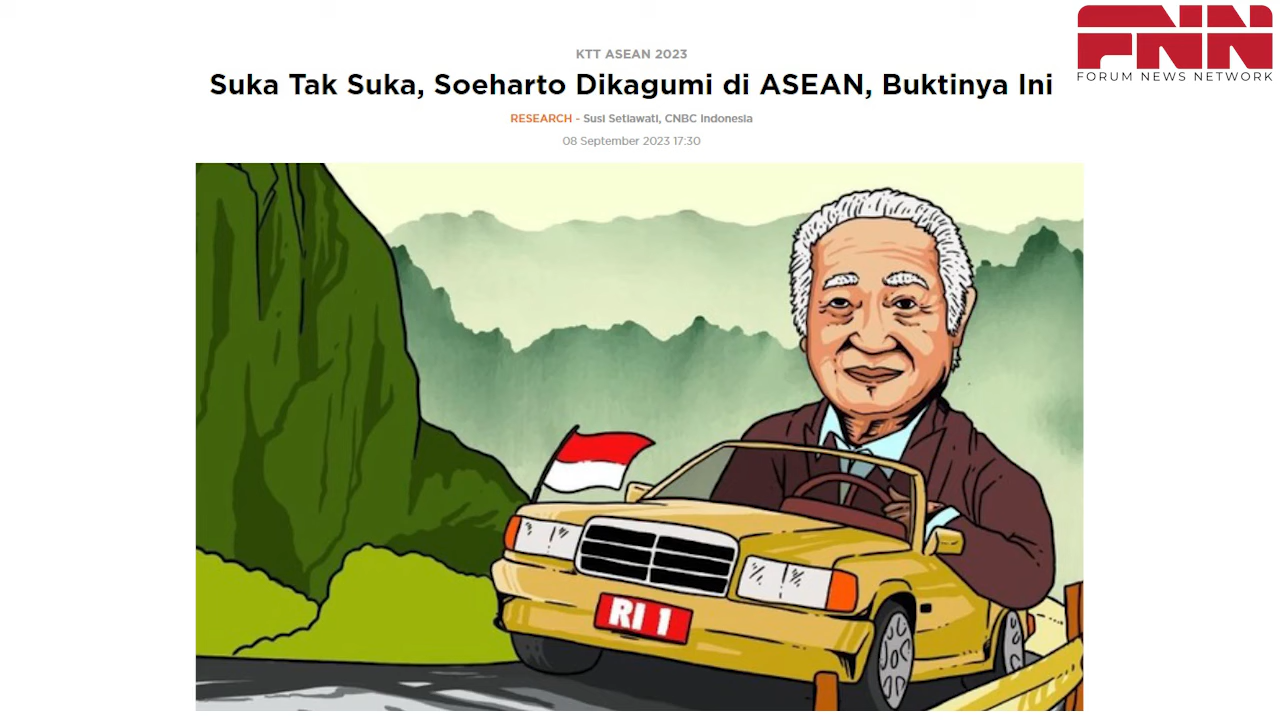 FNN
FORUM NEWS NETWORK
KTT ASEAN 2023
Suka Tak Suka, Soeharto Dikagumi di ASEAN, Buktinya Ini
RESEARCH - Susi Setiawati, CNBC Indonesia
08 September 2023 17:30
RI 1